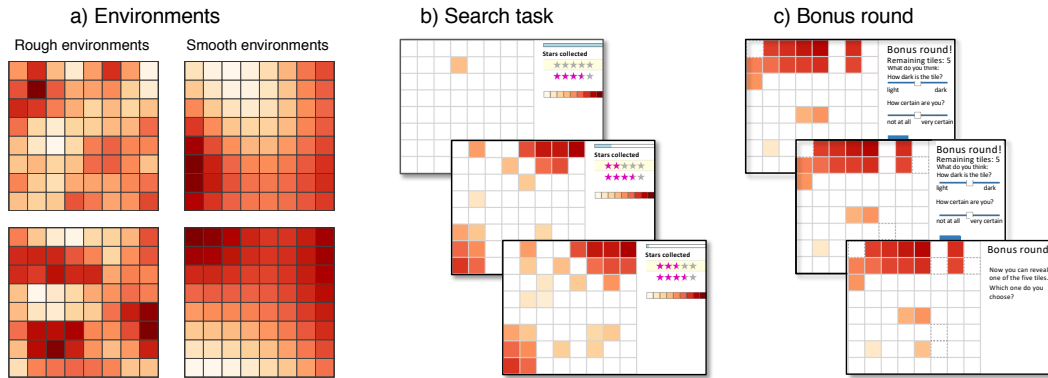 a) Environments
Rough environments
Smooth environments
b) Search task
Stars collected
Stars collected
Stars collected
c) Bonus round
Bonus round!
Remaining tiles: 5
What do you think:
How dark is the tile?
light dark
How certain are you?
not at all very certain
Bonus round!
Remaining tiles: 5
What do you think:
How dark is the tile?
light dark
How certain are you?
not at all very certain
Bonus round
Now you can reveal
one of the five tiles.
Which one do you
choose?